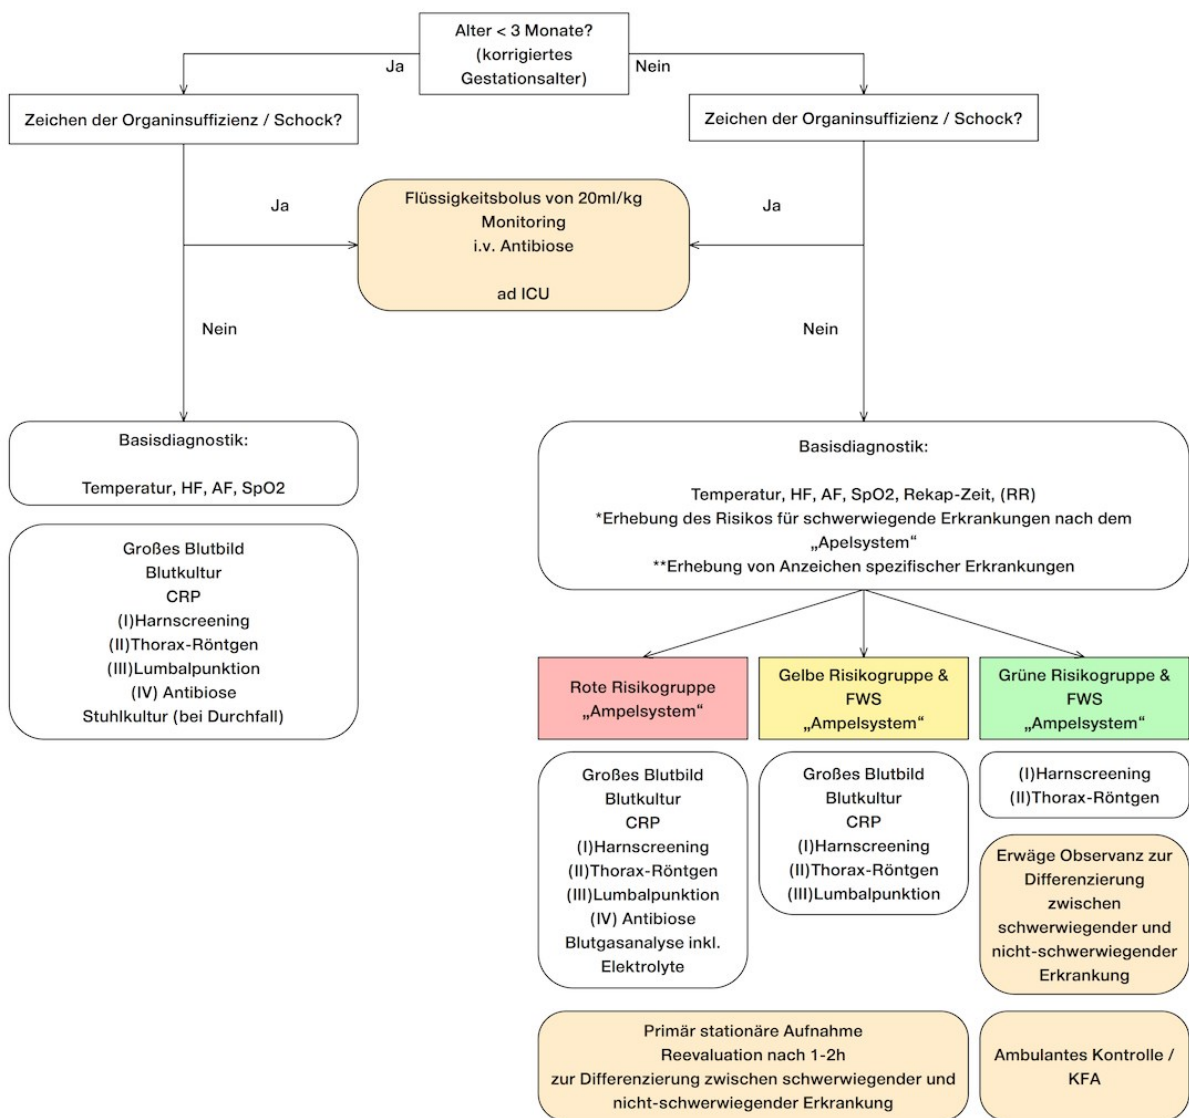 Alter < 3 Monate?
(korrigiertes
Gestationsalter)
Ja
Nein
Zeichen der Organinsuffizienz / Schock?
Zeichen der Organinsuffizienz / Schock?
Ja
Flüssigkeitsbolus von 20ml/kg
Monitoring
i.v. Antibiose
ad ICU
Ja
Nein
Nein
Basisdiagnostik:
Temperatur, HF, AF, SpO2
Großes Blutbild
Blutkultur
CRP
(I)Harnscreening
(II)Thorax-Röntgen
(III)Lumbalpunktion
(IV) Antibiose
Stuhlkultur (bei Durchfall)
Basisdiagnostik:
Temperatur, HF, AF, SpO2, Rekap-Zeit, (RR)
*Erhebung des Risikos für schwerwiegende Erkrankungen nach dem
„Apelsystem“
**Erhebung von Anzeichen spezifischer Erkrankungen
Rote Risikogruppe
„Ampelsystem“
Großes Blutbild
Blutkultur
CRP
(I)Harnscreening
(II)Thorax-Röntgen
(III)Lumbalpunktion
(IV) Antibiose
Blutgasanalyse inkl.
Elektrolyte
Gelbe Risikogruppe &
FWS
„Ampelsystem“
Großes Blutbild
Blutkultur
CRP
(I)Harnscreening
(II)Thorax-Röntgen
(III)Lumbalpunktion
Primär stationäre Aufnahme
Reevaluation nach 1-2h
zur Differenzierung zwischen schwerwiegender und
nicht-schwerwiegender Erkrankung
Grüne Risikogruppe &
FWS
„Ampelsystem“
(I)Harnscreening
(II)Thorax-Röntgen
Erwäge Observanz zur
Differenzierung
zwischen
schwerwiegender und
nicht-schwerwiegender
Erkrankung
Ambulantes Kontrolle /
KFA